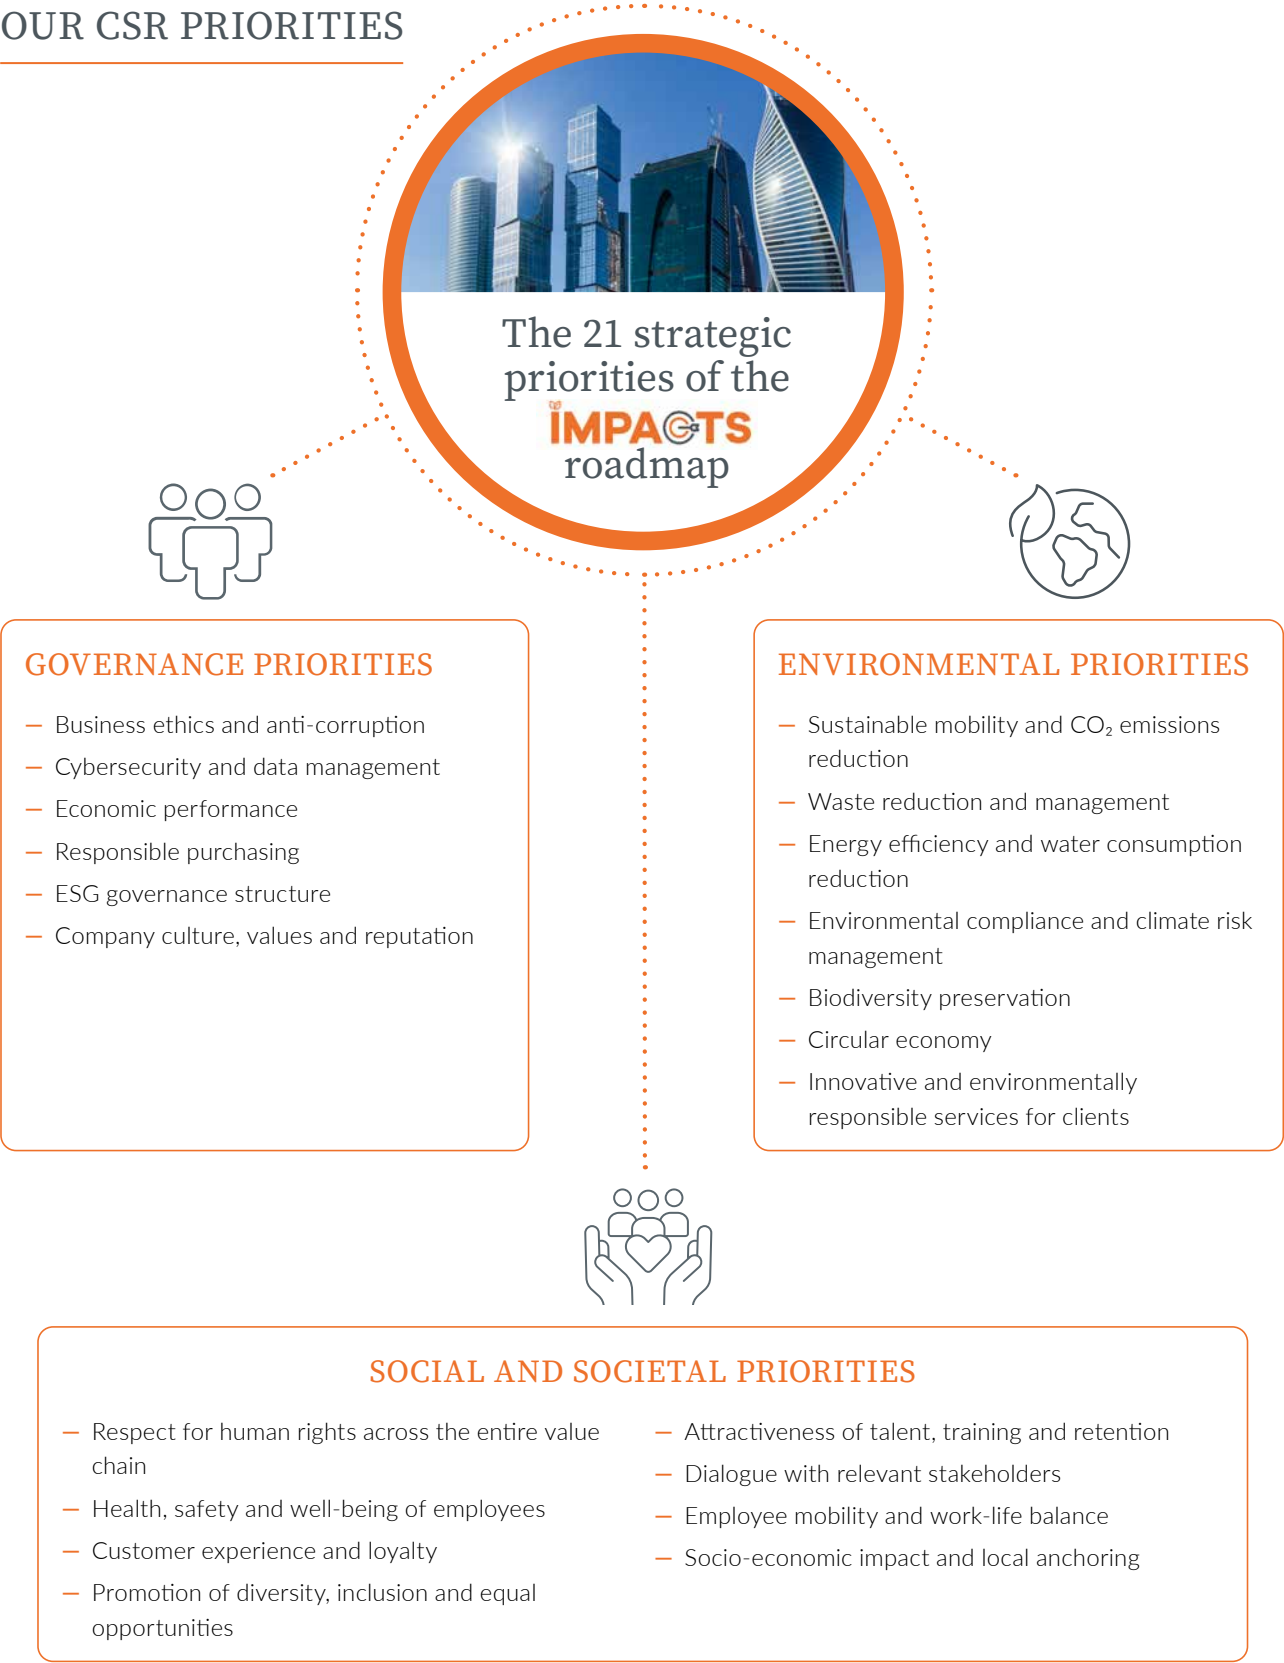 OUR CSR PRIORITIES
The 21 strategic
priorities of the
IMPACTS
roadmap
GOVERNANCE PRIORITIES
— Business ethics and anti-corruption
— Cybersecurity and data management
— Economic performance
— Responsible purchasing
— ESG governance structure
— Company culture, values and reputation
ENVIRONMENTAL PRIORITIES
— Sustainable mobility and CO₂ emissions
reduction
— Waste reduction and management
— Energy efficiency and water consumption
reduction
— Environmental compliance and climate risk
management
— Biodiversity preservation
— Circular economy
— Innovative and environmentally
responsible services for clients
SOCIAL AND SOCIETAL PRIORITIES
— Respect for human rights across the entire value
chain
— Health, safety and well-being of employees
— Customer experience and loyalty
— Promotion of diversity, inclusion and equal
opportunities
— Attractiveness of talent, training and retention
— Dialogue with relevant stakeholders
— Employee mobility and work-life balance
— Socio-economic impact and local anchoring